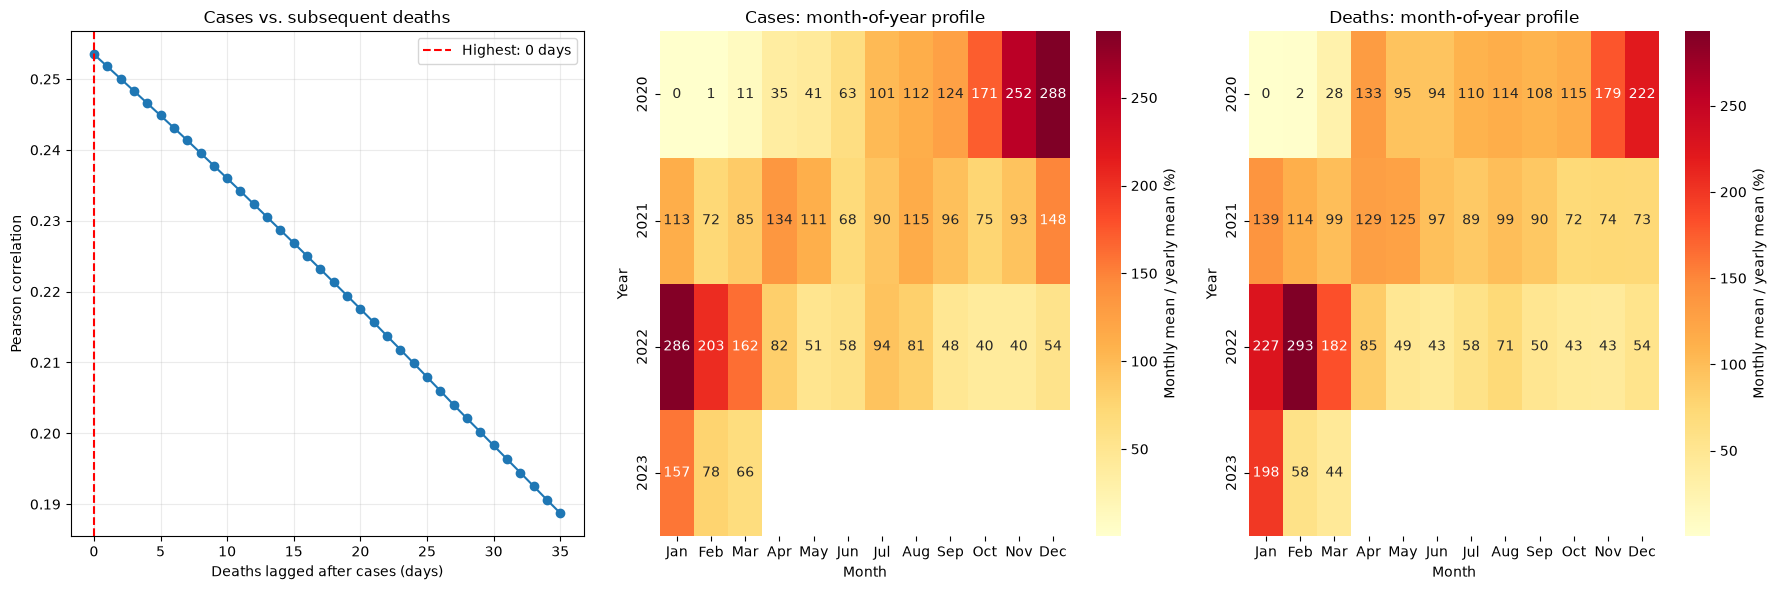 Cases vs. subsequent deaths
Highest: 0 days
Pearson correlation
0.25
0.24
0.23
0.22
0.21
0.20
0.19
0 5 10 15 20 25 30 35
Deaths lagged after cases (days)
Cases: month-of-year profile
Year
2020 0 1 11 35 41 63 101 112 124 171 252 288
2021 113 72 85 134 111 68 90 115 96 75 93 148
2022 286 203 162 82 51 58 94 81 48 40 40 54
2023 157 78 66
Jan Feb Mar Apr May Jun Jul Aug Sep Oct Nov Dec
Month
250
200
150
100
50
Monthly mean / yearly mean (%)
Deaths: month-of-year profile
Year
2020 0 2 28 133 95 94 110 114 108 115 179 222
2021 139 114 99 129 125 97 89 99 90 72 74 73
2022 227 293 182 85 49 43 58 71 50 43 43 54
2023 198 58 44
Jan Feb Mar Apr May Jun Jul Aug Sep Oct Nov Dec
Month
250
200
150
100
50
Monthly mean / yearly mean (%)